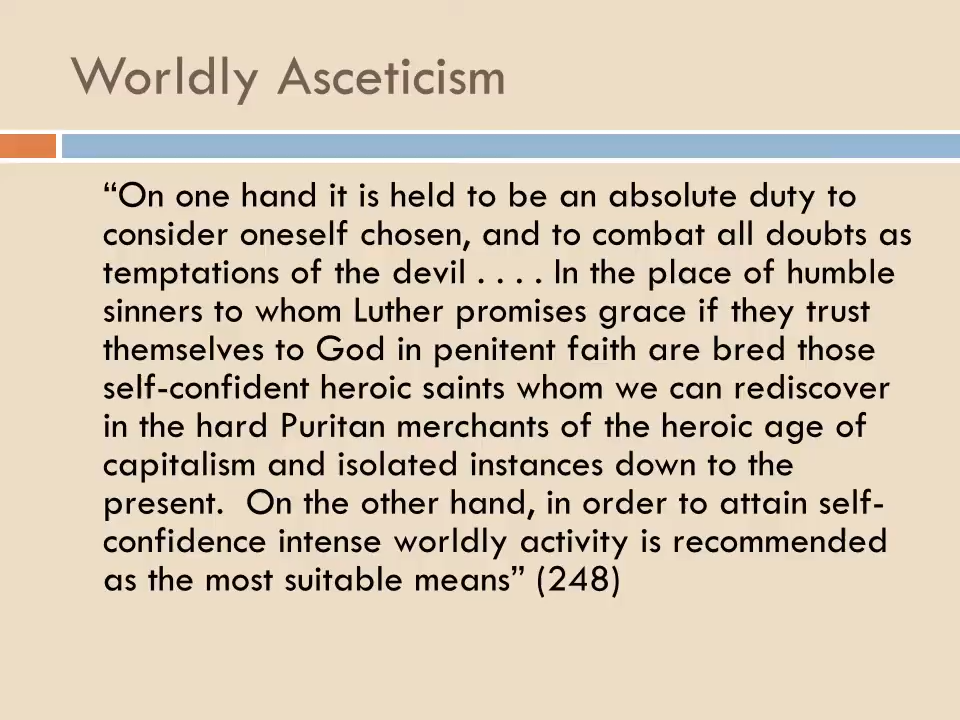 Worldly Asceticism
“On one hand it is held to be an absolute duty to
consider oneself chosen, and to combat all doubts as
temptations of the devil . . . . In the place of humble
sinners to whom Luther promises grace if they trust
themselves to God in penitent faith are bred those
self-confident heroic saints whom we can rediscover
in the hard Puritan merchants of the heroic age of
capitalism and isolated instances down to the
present.  On the other hand, in order to attain self-
confidence intense worldly activity is recommended
as the most suitable means” (248)